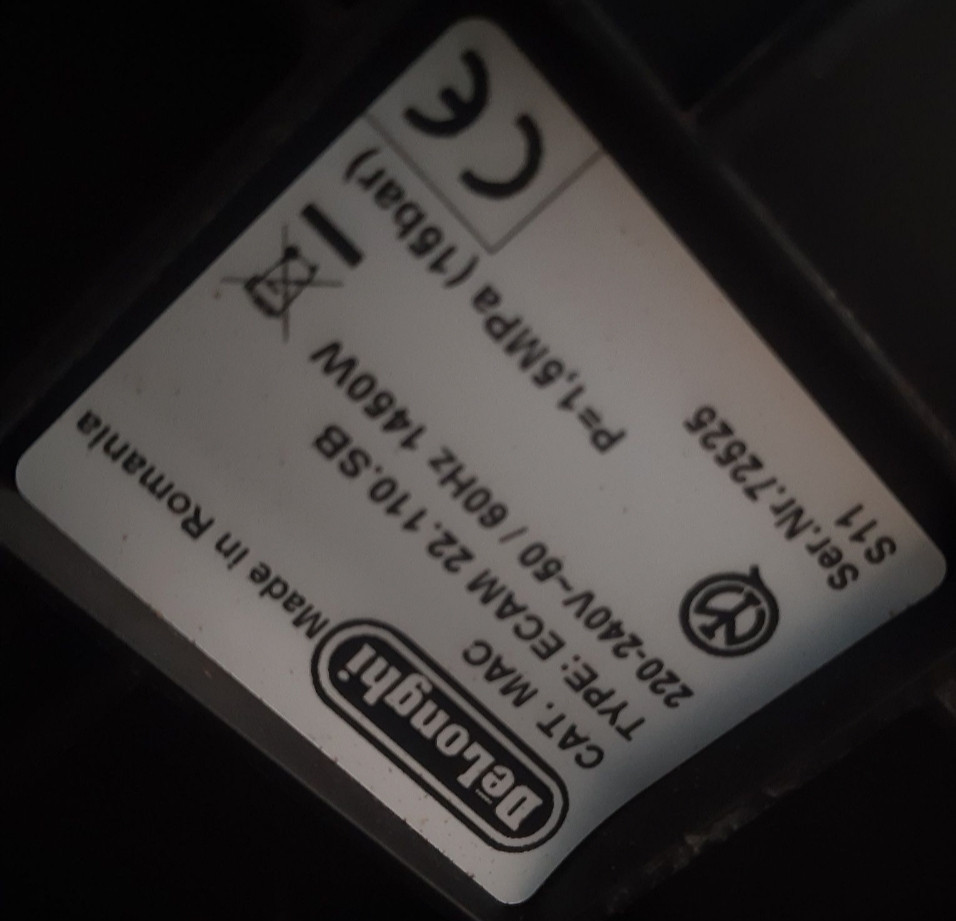 DeLonghi
Made in Romania
CAT. MAC
TYPE: ECAM 22.110.SB
220-240V~50 / 60Hz 1450W
P=1,5MPa (15bar)
Ser.Nr.72525
S11
CE